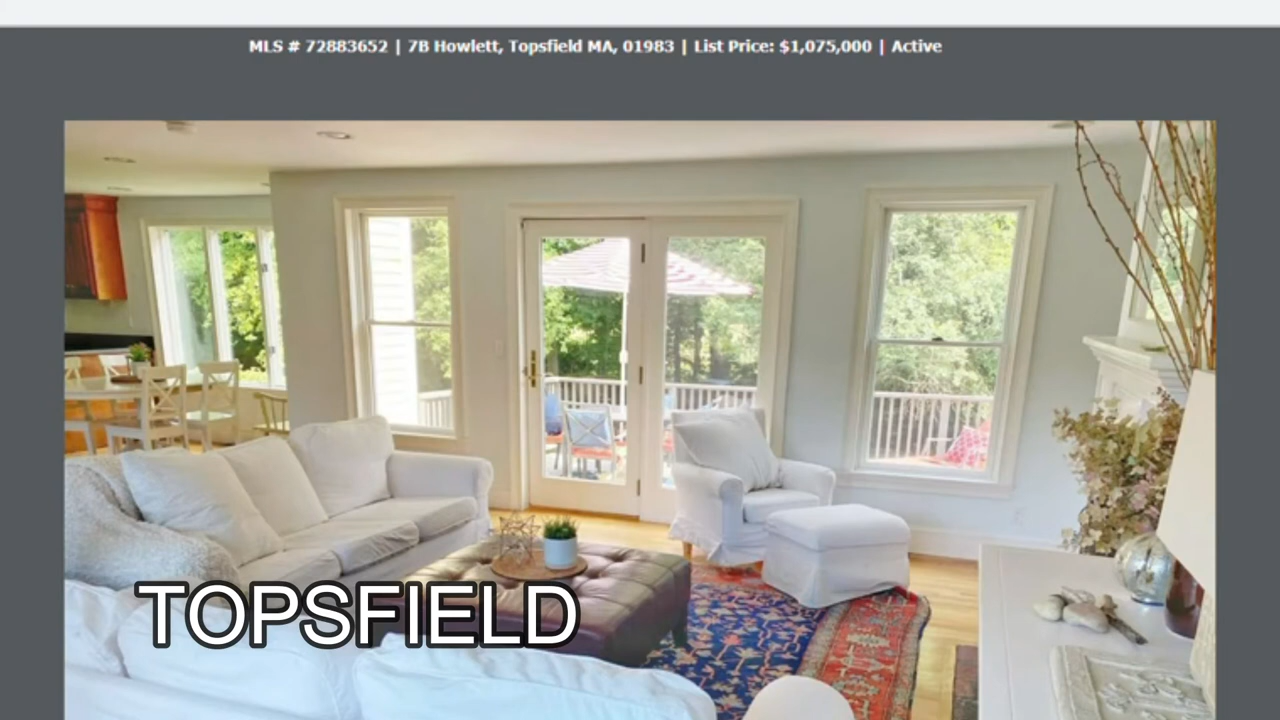 MLS # 72883652 | 7B Howlett, Topsfield MA, 01983 | List Price: $1,075,000 | Active
TOPSFIELD